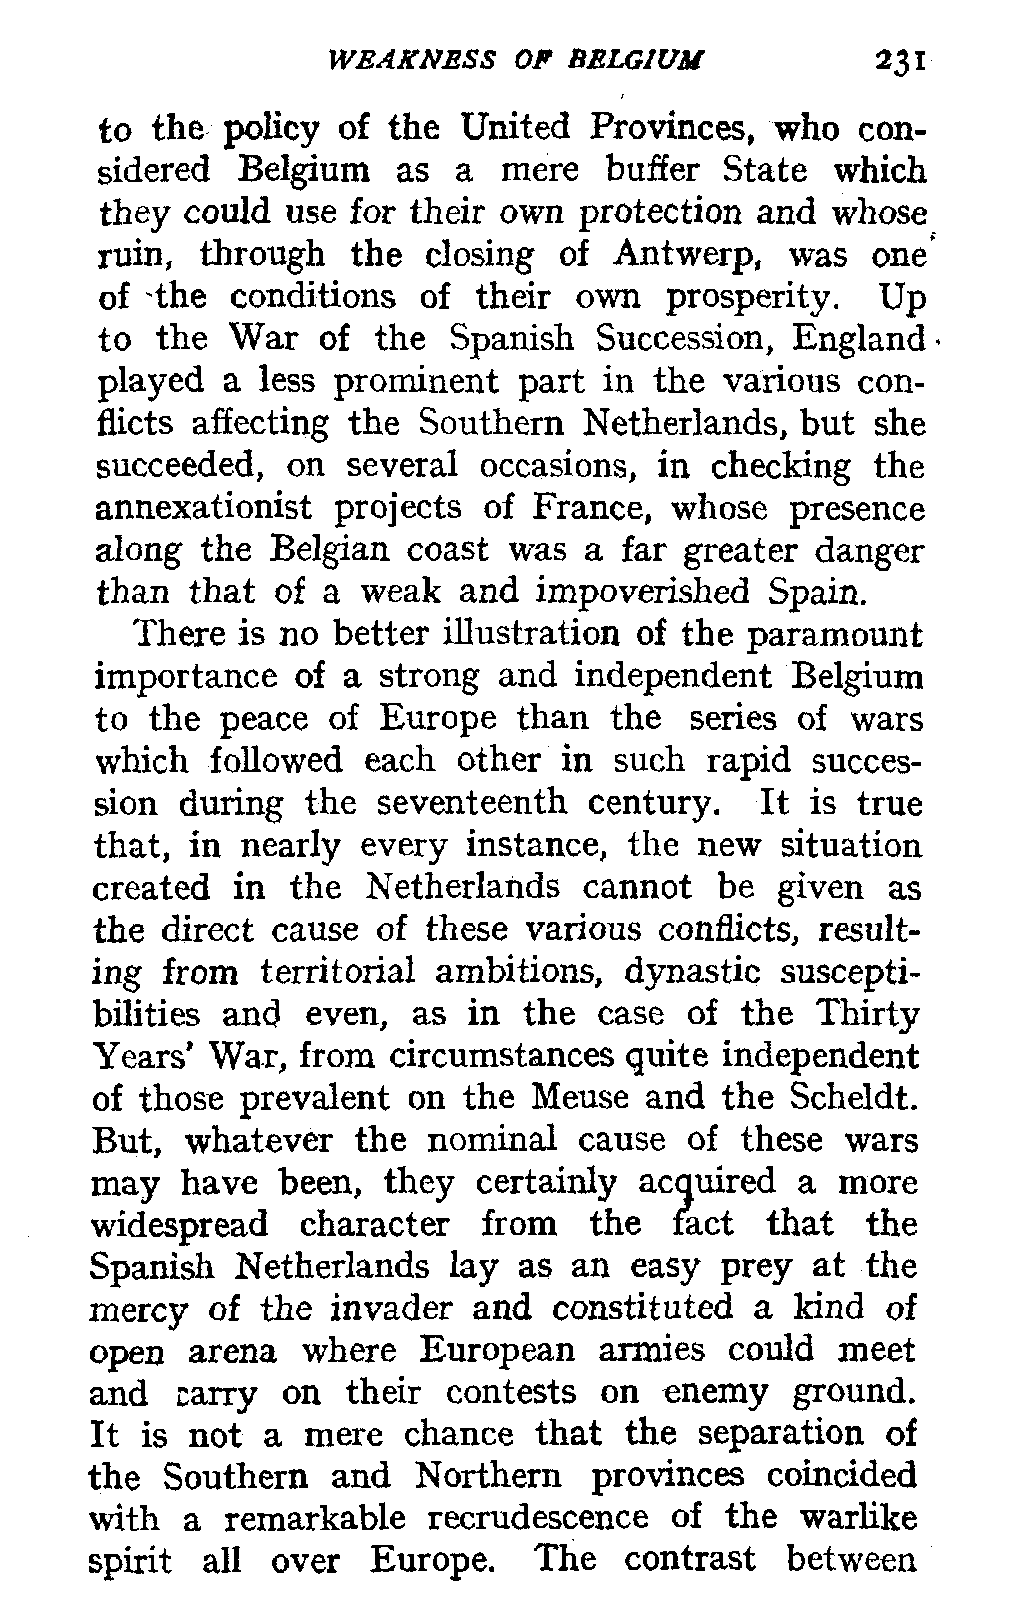 WEAKNESS OF BELGIUM 231
to the policy of the United Provinces, who con-
sidered Belgium as a mere buffer State which
they could use for their own protection and whose
ruin, through the closing of Antwerp, was one
of the conditions of their own prosperity. Up
to the War of the Spanish Succession, England
played a less prominent part in the various con-
flicts affecting the Southern Netherlands, but she
succeeded, on several occasions, in checking the
annexationist projects of France, whose presence
along the Belgian coast was a far greater danger
than that of a weak and impoverished Spain.
There is no better illustration of the paramount
importance of a strong and independent Belgium
to the peace of Europe than the series of wars
which followed each other in such rapid succes-
sion during the seventeenth century. It is true
that, in nearly every instance, the new situation
created in the Netherlands cannot be given as
the direct cause of these various conflicts, result-
ing from territorial ambitions, dynastic suscepti-
bilities and even, as in the case of the Thirty
Years' War, from circumstances quite independent
of those prevalent on the Meuse and the Scheldt.
But, whatever the nominal cause of these wars
may have been, they certainly acquired a more
widespread character from the fact that the
Spanish Netherlands lay as an easy prey at the
mercy of the invader and constituted a kind of
open arena where European armies could meet
and carry on their contests on enemy ground.
It is not a mere chance that the separation of
the Southern and Northern provinces coincided
with a remarkable recrudescence of the warlike
spirit all over Europe. The contrast between